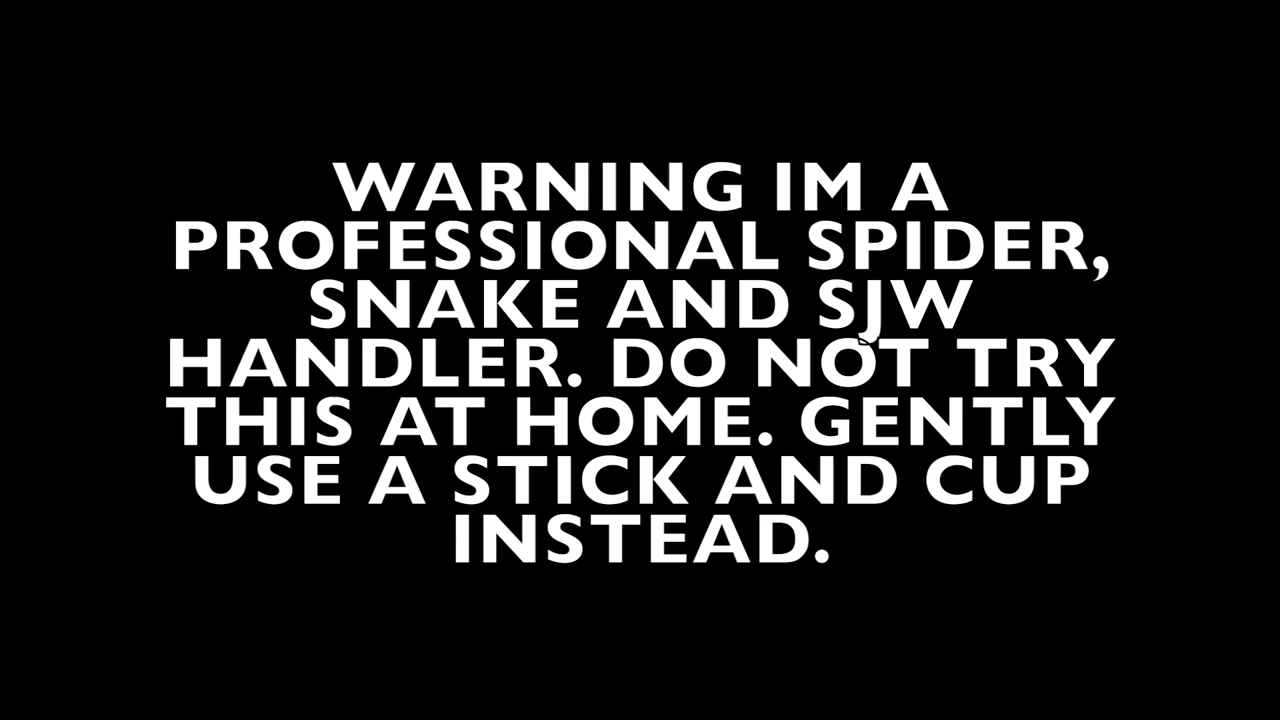 WARNING IM A
PROFESSIONAL SPIDER,
SNAKE AND SJW
HANDLER. DO NOT TRY
THIS AT HOME. GENTLY
USE A STICK AND CUP
INSTEAD.